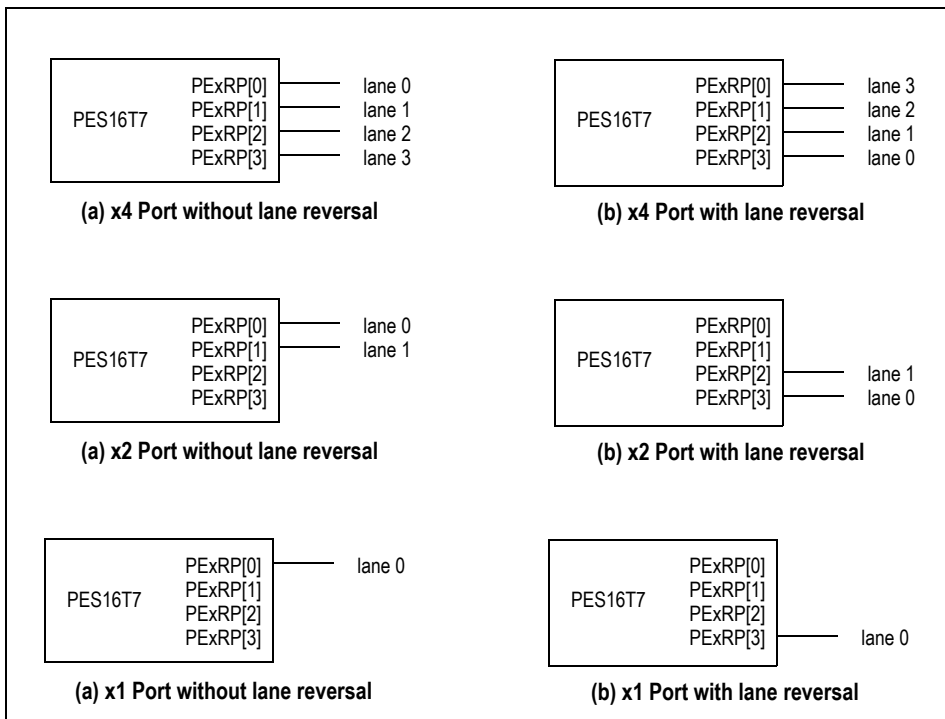 PES16T7
PExRP[0] lane 0
PExRP[1] lane 1
PExRP[2] lane 2
PExRP[3] lane 3
(a) x4 Port without lane reversal
PES16T7
PExRP[0] lane 3
PExRP[1] lane 2
PExRP[2] lane 1
PExRP[3] lane 0
(b) x4 Port with lane reversal
PES16T7
PExRP[0] lane 0
PExRP[1] lane 1
PExRP[2]
PExRP[3]
(a) x2 Port without lane reversal
PES16T7
PExRP[0]
PExRP[1]
PExRP[2] lane 1
PExRP[3] lane 0
(b) x2 Port with lane reversal
PES16T7
PExRP[0] lane 0
PExRP[1]
PExRP[2]
PExRP[3]
(a) x1 Port without lane reversal
PES16T7
PExRP[0]
PExRP[1]
PExRP[2]
PExRP[3] lane 0
(b) x1 Port with lane reversal